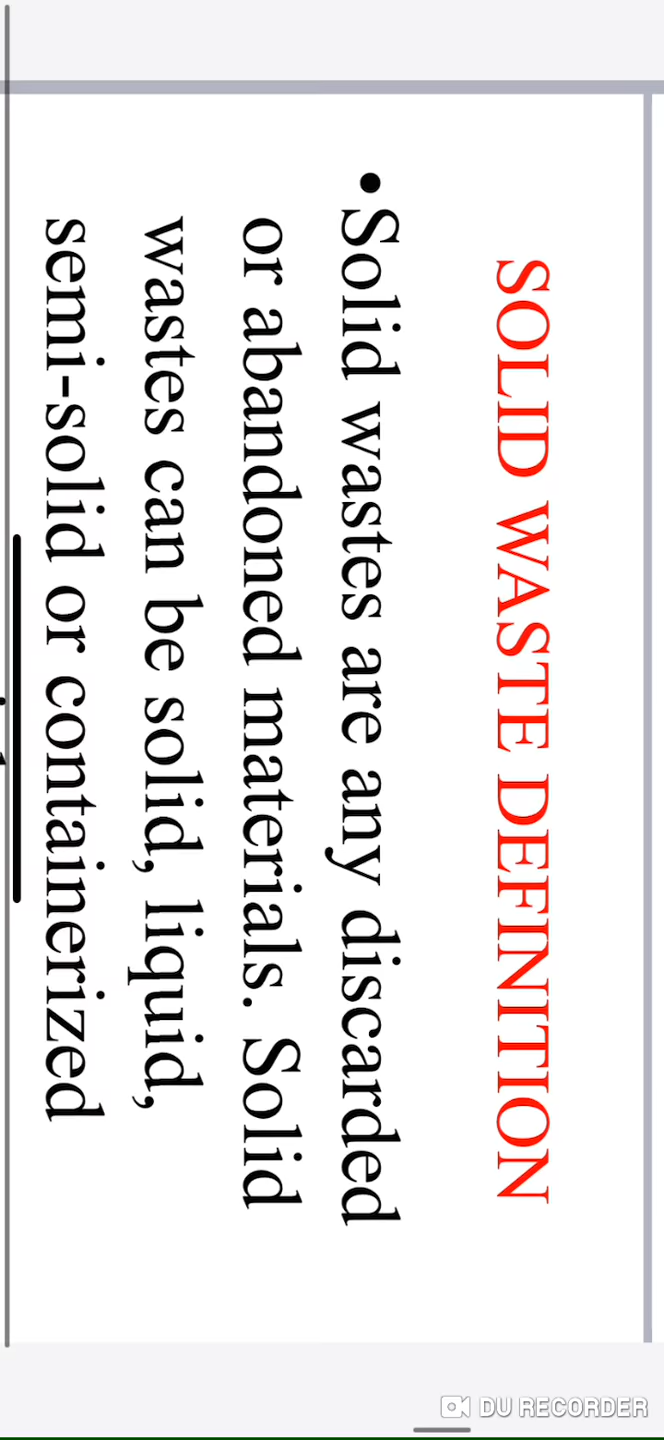 SOLID WASTE DEFINITION
•Solid wastes are any discarded
or abandoned materials. Solid
wastes can be solid, liquid,
semi-solid or containerized
DU RECORDER